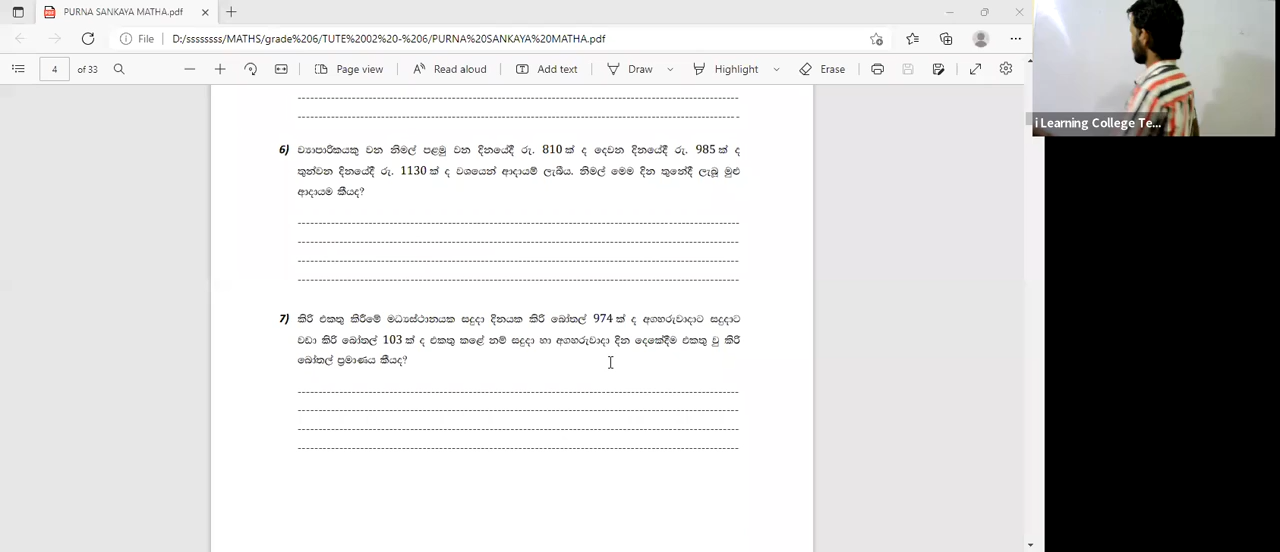 PURNA SANKAYA MATHA.pdf
File D:/ssssssss/MATHS/grade%206/TUTE%2002%20-%206/PURNA%20SANKAYA%20MATHA.pdf
4 of 33 Page view Read aloud Add text Draw Highlight Erase
i Learning College Te...
6) ව්‍යාපාරිකයකු වන නිමල් පළමු වන දිනයේදී රු. 810 ක් ද දෙවන දිනයේදී රු. 985 ක් ද
තුන්වන දිනයේදී රු. 1130 ක් ද වශයෙන් ආදායම් ලැබීය. නිමල් මෙම දින තුනේදී ලැබූ මුළු
ආදායම කීයද?
7) කිරි එකතු කිරීමේ මධ්‍යස්ථානයක සඳුදා දිනයක කිරි බෝතල් 974 ක් ද අඟහරුවාදාට සඳුදාට
වඩා කිරි බෝතල් 103 ක් ද එකතු කළේ නම් සඳුදා හා අඟහරුවාදා දින දෙකේදීම එකතු වු කිරි
බෝතල් ප්‍රමාණය කීයද?